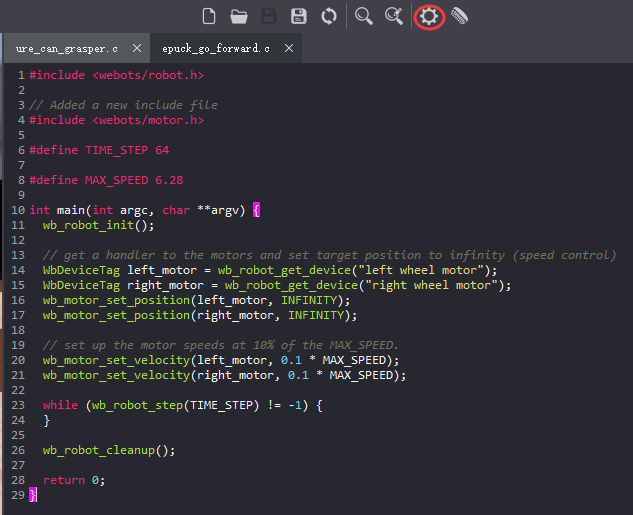 ure_can_grasper.c × epuck_go_forward.c ×
1 #include <webots/robot.h>
2
3 // Added a new include file
4 #include <webots/motor.h>
5
6 #define TIME_STEP 64
7
8 #define MAX_SPEED 6.28
9
10 int main(int argc, char **argv) {
11   wb_robot_init();
12
13   // get a handler to the motors and set target position to infinity (speed control)
14   WbDeviceTag left_motor = wb_robot_get_device("left wheel motor");
15   WbDeviceTag right_motor = wb_robot_get_device("right wheel motor");
16   wb_motor_set_position(left_motor, INFINITY);
17   wb_motor_set_position(right_motor, INFINITY);
18
19   // set up the motor speeds at 10% of the MAX_SPEED.
20   wb_motor_set_velocity(left_motor, 0.1 * MAX_SPEED);
21   wb_motor_set_velocity(right_motor, 0.1 * MAX_SPEED);
22
23   while (wb_robot_step(TIME_STEP) != -1) {
24   }
25
26   wb_robot_cleanup();
27
28   return 0;
29 }